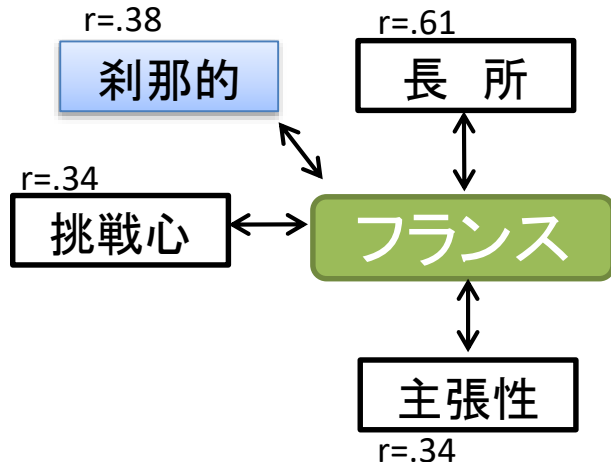 r=.38
刹那的
r=.61
長 所
r=.34
挑戦心
フランス
主張性
r=.34